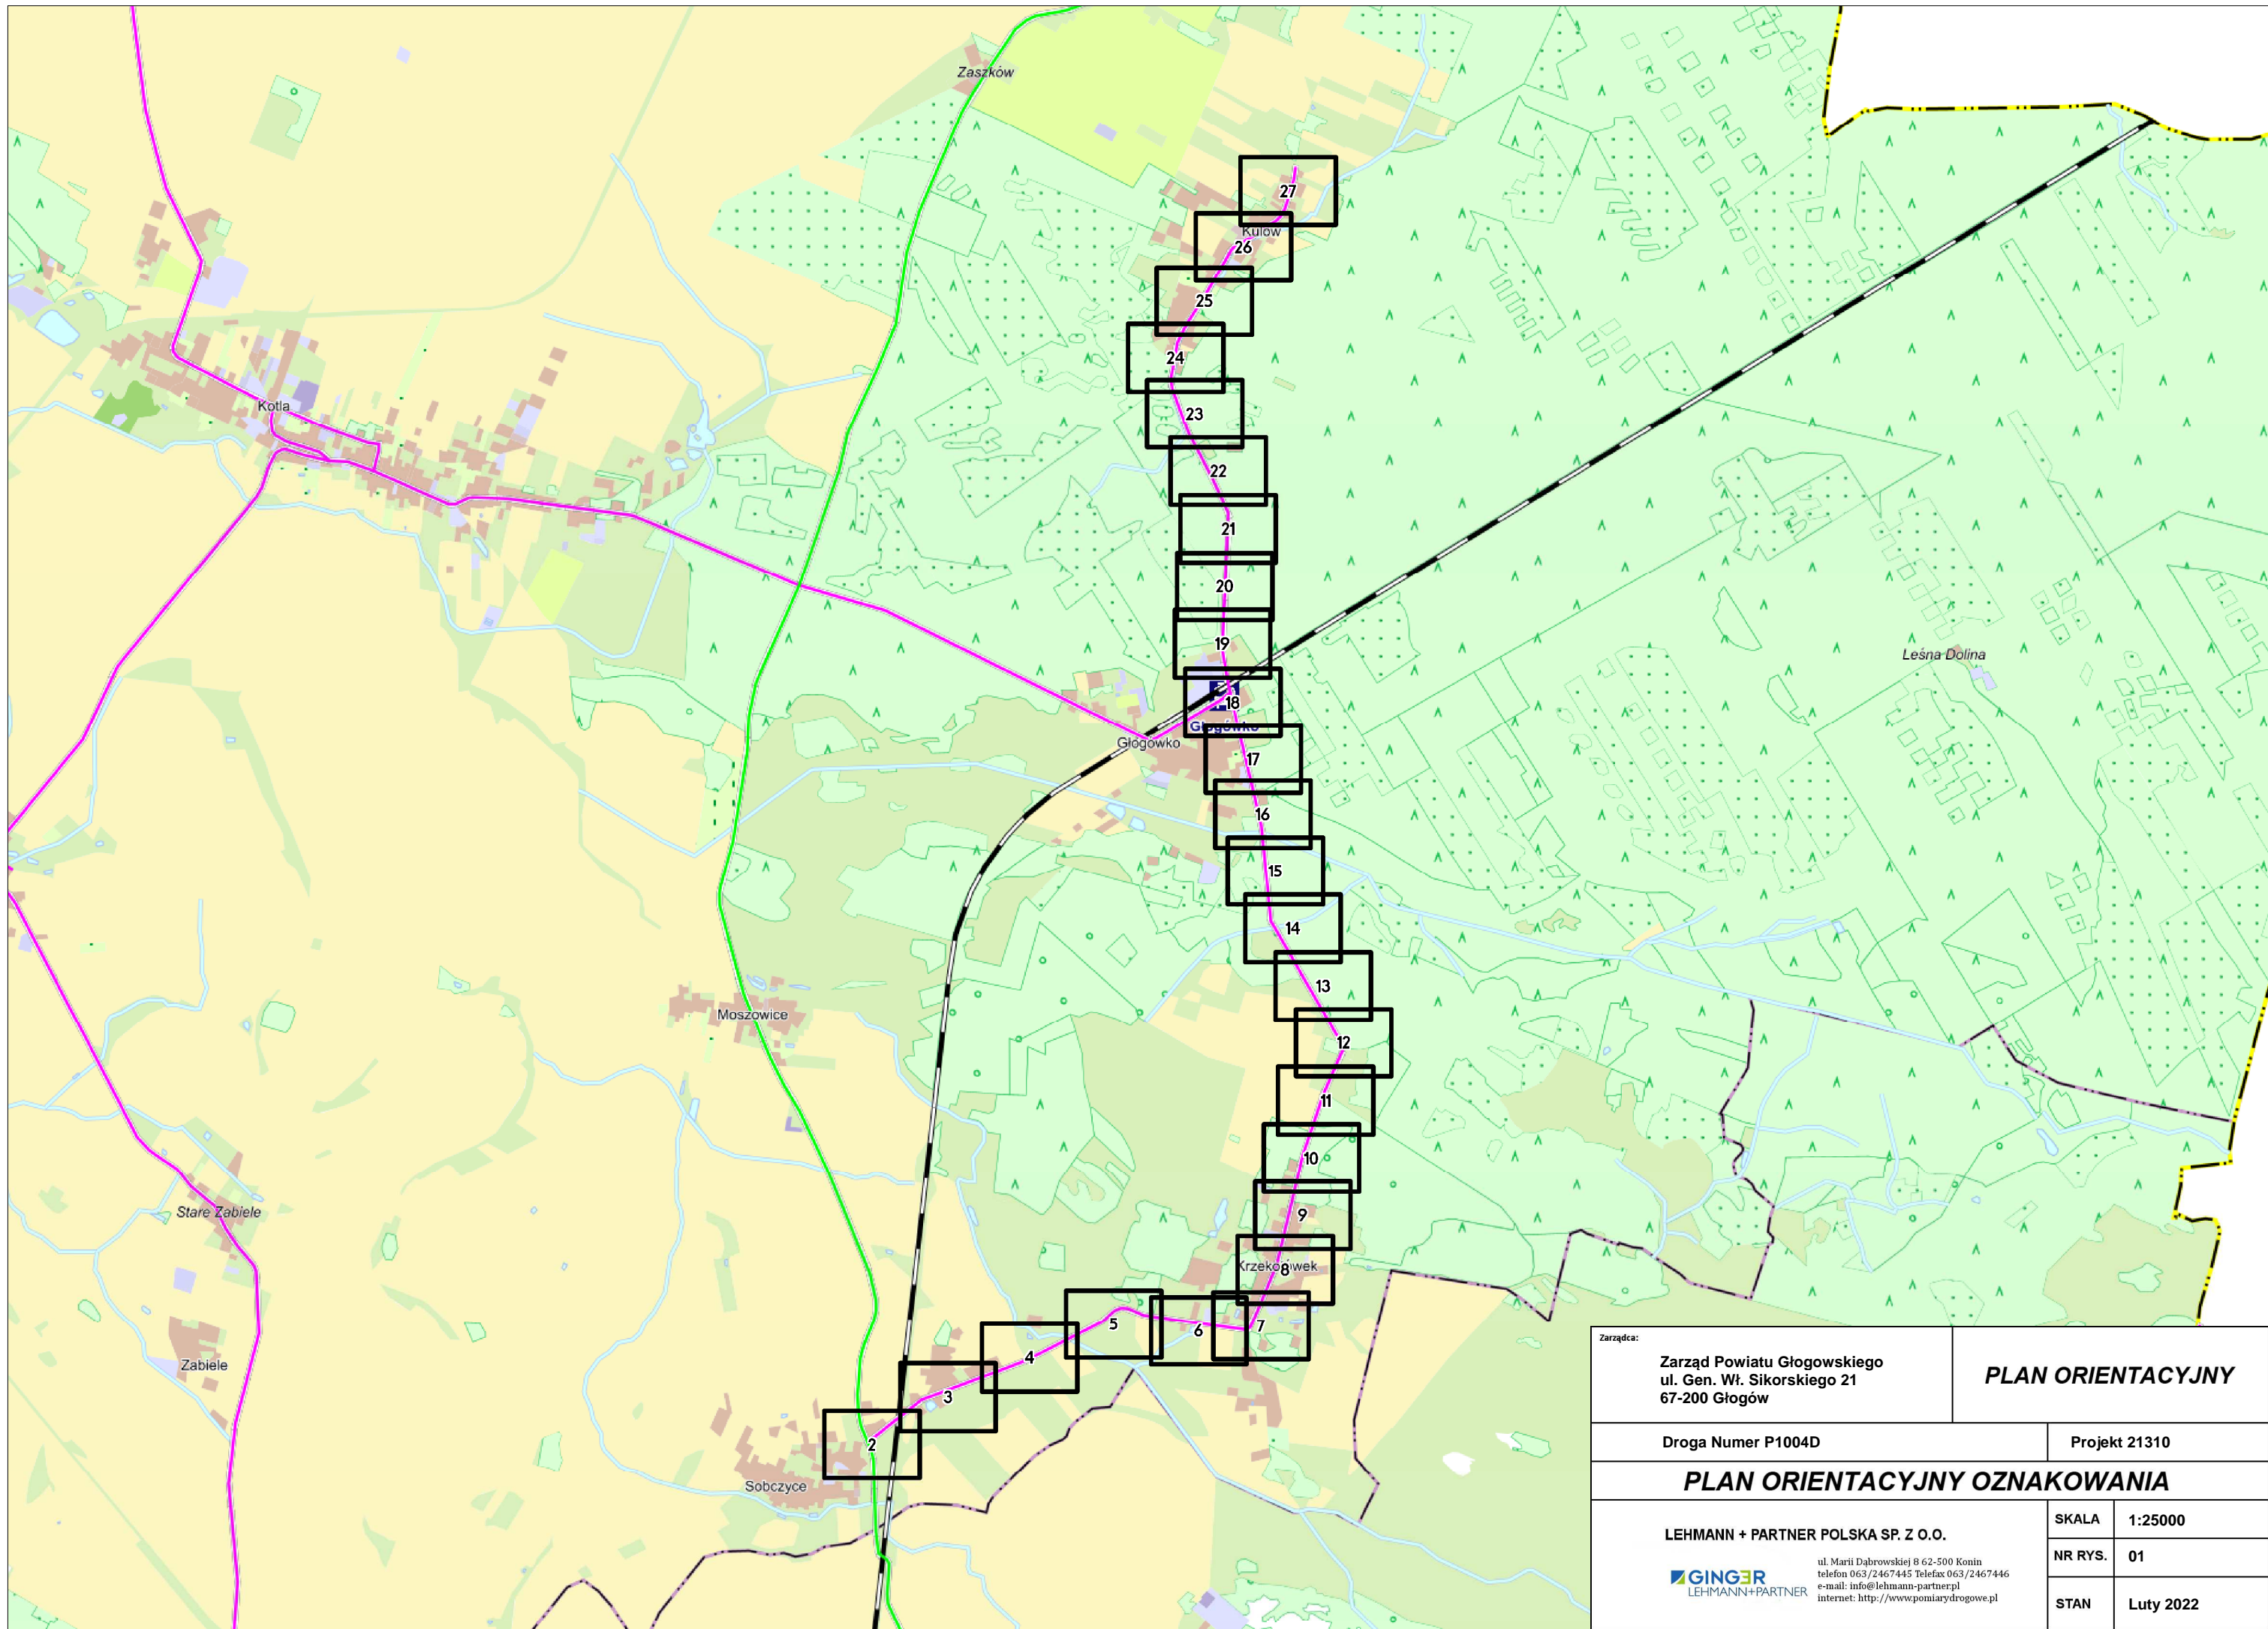 Zaszków
27
Kulów
26
25
24
Kotla
23
22
21
20
19
Leśna Dolina
18
Głogówko
Głogówko
17
16
15
14
13
Moszowice
12
11
10
Stare Zabiele
9
Krzekotówek
8
7
6
5
4
Zabiele
3
2
Sobczyce
Zarządca:
Zarząd Powiatu Głogowskiego
ul. Gen. Wł. Sikorskiego 21
67-200 Głogów
PLAN ORIENTACYJNY
Droga Numer P1004D
Projekt 21310
PLAN ORIENTACYJNY OZNAKOWANIA
LEHMANN + PARTNER POLSKA SP. Z O.O.
GINGER
LEHMANN+PARTNER
ul. Marii Dąbrowskiej 8 62-500 Konin
telefon 063/2467445 Telefax 063/2467446
e-mail: info@lehmann-partner.pl
internet: http://www.pomiarydrogowe.pl
SKALA 1:25000
NR RYS. 01
STAN Luty 2022